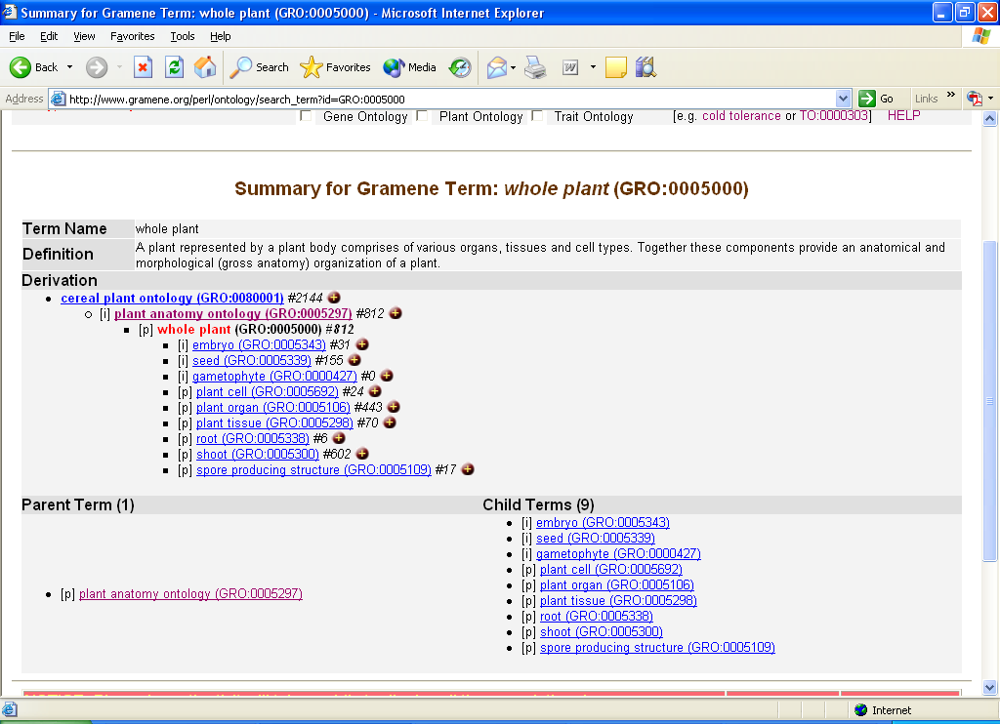 Summary for Gramene Term: whole plant (GRO:0005000) - Microsoft Internet Explorer
File Edit View Favorites Tools Help
Back Search Favorites Media
Address http://www.gramene.org/perl/ontology/search_term?id=GRO:0005000 Go Links »
Gene Ontology Plant Ontology Trait Ontology [e.g. cold tolerance or TO:0000303] HELP
Summary for Gramene Term: whole plant (GRO:0005000)
Term Name whole plant
Definition A plant represented by a plant body comprises of various organs, tissues and cell types. Together these components provide an anatomical and
morphological (gross anatomy) organization of a plant.
Derivation
cereal plant ontology (GRO:0080001) #2144
[i] plant anatomy ontology (GRO:0005297) #812
[p] whole plant (GRO:0005000) #812
[i] embryo (GRO:0005343) #31
[i] seed (GRO:0005339) #155
[i] gametophyte (GRO:0000427) #0
[p] plant cell (GRO:0005692) #24
[p] plant organ (GRO:0005106) #443
[p] plant tissue (GRO:0005298) #70
[p] root (GRO:0005338) #6
[p] shoot (GRO:0005300) #602
[p] spore producing structure (GRO:0005109) #17
Parent Term (1)
[p] plant anatomy ontology (GRO:0005297)
Child Terms (9)
[i] embryo (GRO:0005343)
[i] seed (GRO:0005339)
[i] gametophyte (GRO:0000427)
[p] plant cell (GRO:0005692)
[p] plant organ (GRO:0005106)
[p] plant tissue (GRO:0005298)
[p] root (GRO:0005338)
[p] shoot (GRO:0005300)
[p] spore producing structure (GRO:0005109)
Internet